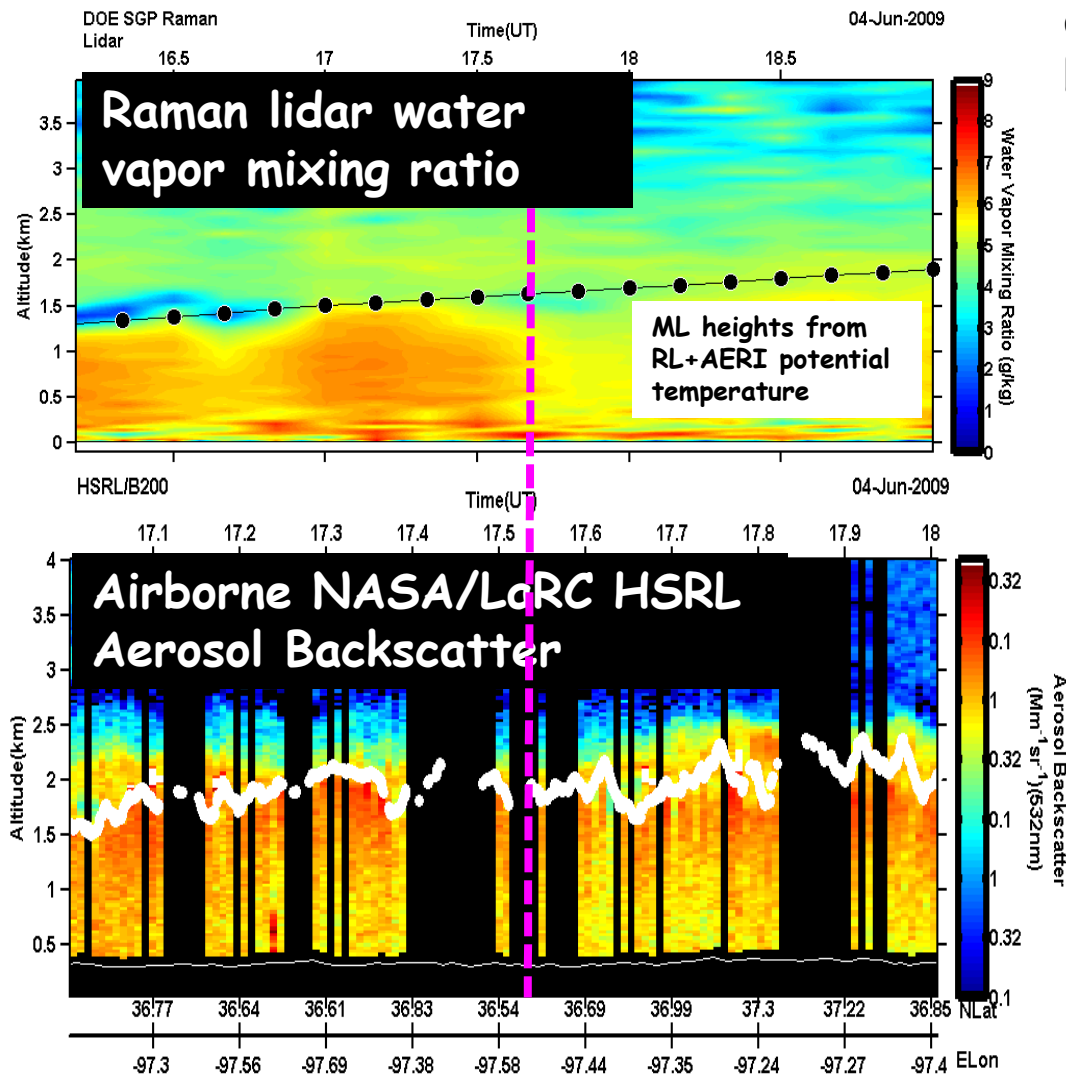 DOE SGP Raman
Lidar
Time(UT)
04-Jun-2009
16.5 17 17.5 18 18.5
Raman lidar water
vapor mixing ratio
3.5
3
2.5
2
1.5
1
0.5
0
Altitude(km)
ML heights from
RL+AERI potential
temperature
9
8
7
6
5
4
3
2
1
0
Water Vapor Mixing Ratio (g/kg)
HSRL/B200
Time(UT)
04-Jun-2009
17.1 17.2 17.3 17.4 17.5 17.6 17.7 17.8 17.9 18
Airborne NASA/LaRC HSRL
Aerosol Backscatter
4
3.5
3
2.5
2
1.5
1
0.5
Altitude(km)
0.32
0.1
1
0.32
0.1
0.32
0.1
Aerosol Backscatter
(Mm⁻¹ sr⁻¹)(532nm)
36.77 36.64 36.61 36.83 36.54 36.69 36.99 37.3 37.22 36.85 NLat
-97.3 -97.56 -97.69 -97.38 -97.58 -97.44 -97.35 -97.24 -97.27 -97.4 ELon